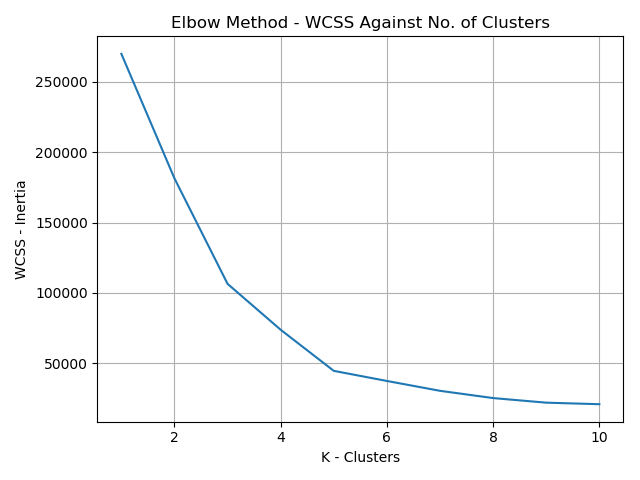 Elbow Method - WCSS Against No. of Clusters
250000
200000
150000
100000
50000
WCSS - Inertia
2 4 6 8 10
K - Clusters